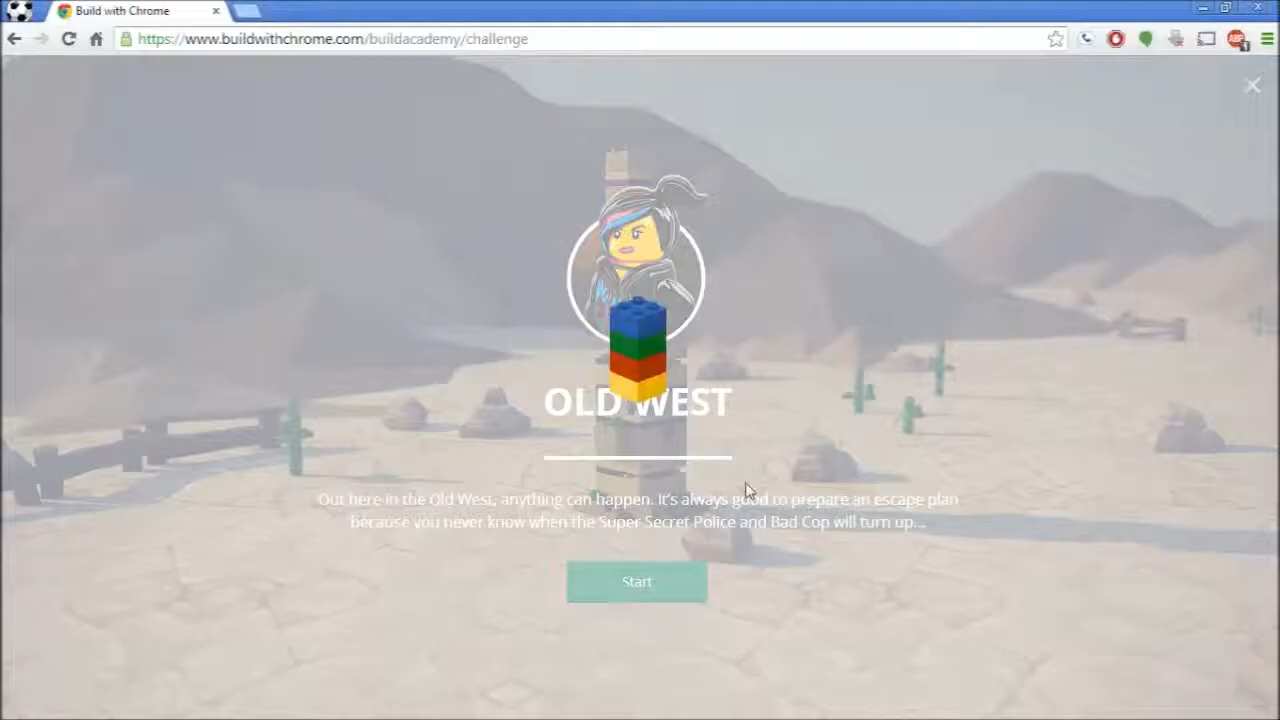 Build with Chrome
https://www.buildwithchrome.com/buildacademy/challenge
OLD WEST
Out here in the Old West, anything can happen. It's always good to prepare an escape plan
because you never know when the Super Secret Police and Bad Cop will turn up...
Start